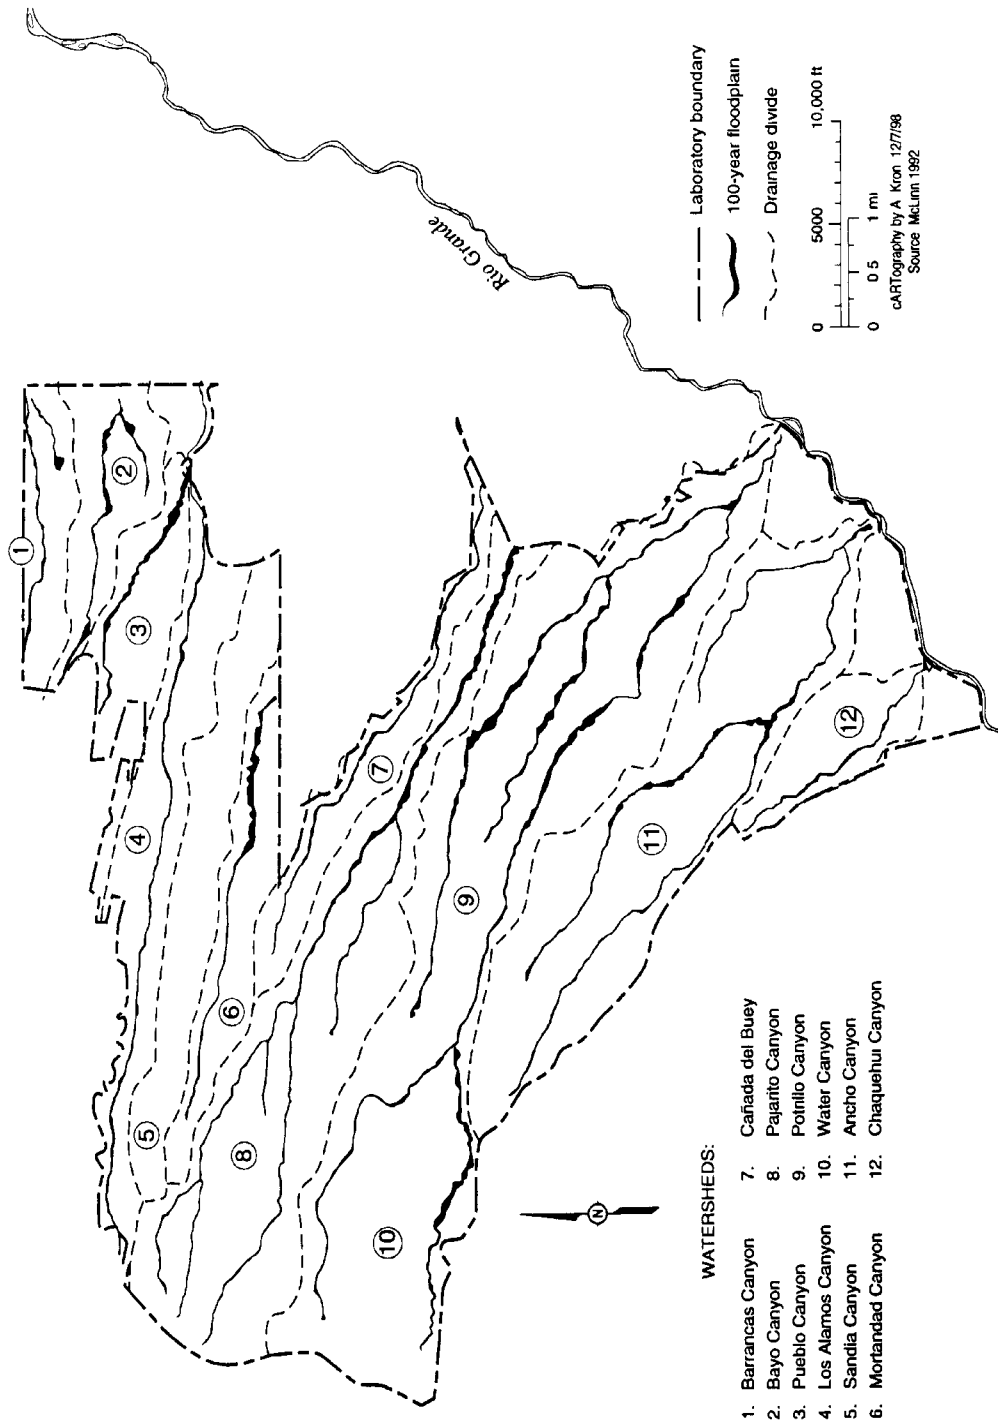 1
2
3
4
5
6
7
8
9
10
11
12
Rio Grande
Laboratory boundary
100-year floodplain
Drainage divide
0 5000 10,000 ft
0 0 5 1 mi
cARTography by A Kron 12/7/98
Source McLinn 1992
N
WATERSHEDS:
1. Barrancas Canyon
2. Bayo Canyon
3. Pueblo Canyon
4. Los Alamos Canyon
5. Sandia Canyon
6. Mortandad Canyon
7. Cañada del Buey
8. Pajarito Canyon
9. Potrillo Canyon
10. Water Canyon
11. Ancho Canyon
12. Chaquehui Canyon